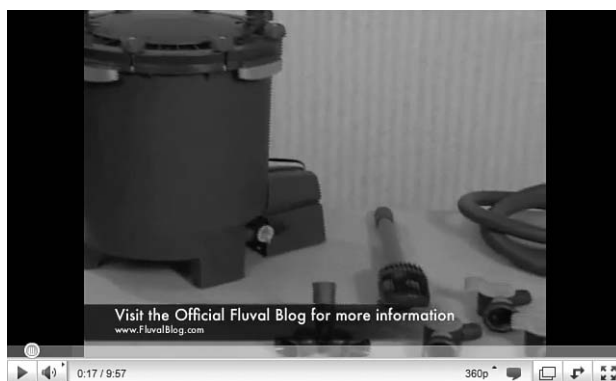 Visit the Official Fluval Blog for more information
www.FluvalBlog.com
0:17 / 9:57
360p